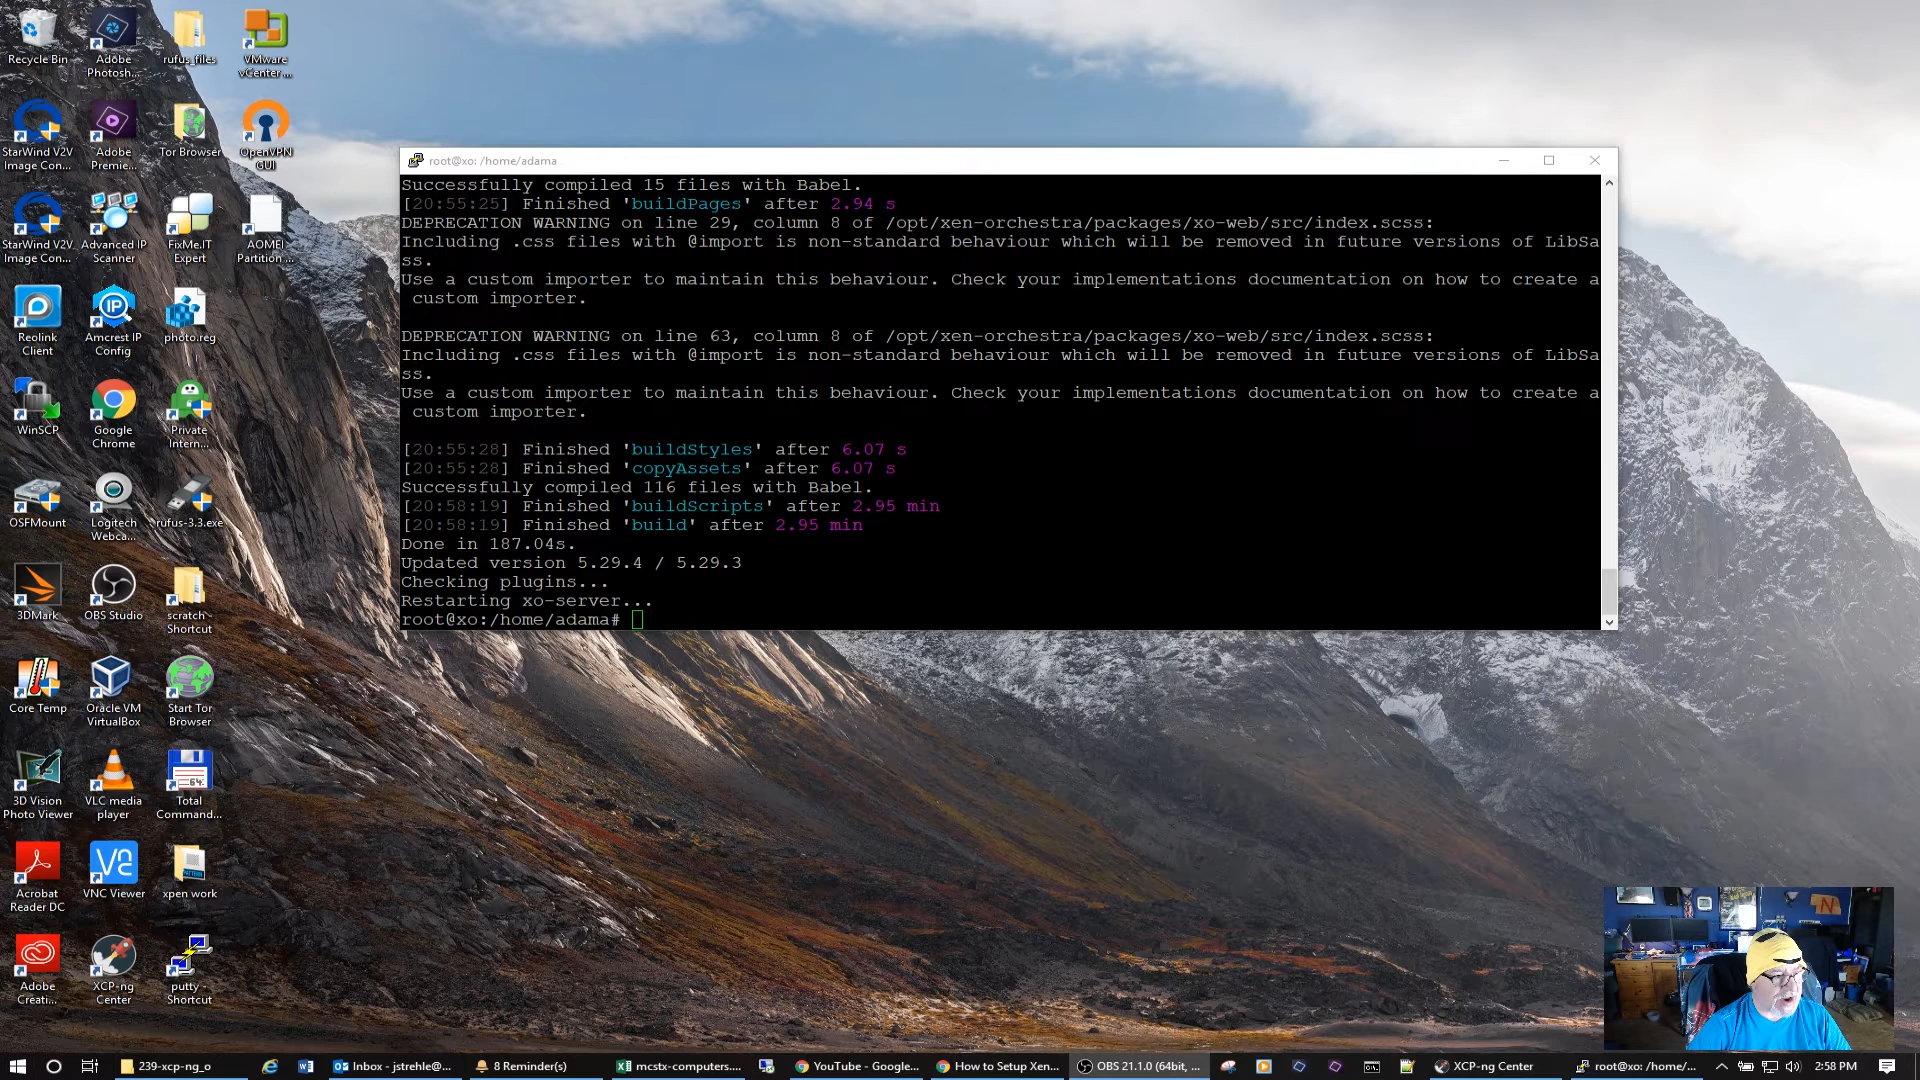 Recycle Bin
Adobe Photosh...
rufus_files
VMware vCenter ...
StarWind V2V Image Con...
Adobe Premie...
Tor Browser
OpenVPN GUI
StarWind V2V Image Con...
Advanced IP Scanner
FixMe.IT Expert
AOMEI Partition ...
Reolink Client
Amcrest IP Config
photo.reg
WinSCP
Google Chrome
Private Intern...
OSFMount
Logitech Webca...
rufus-3.3.exe
3DMark
OBS Studio
scratch - Shortcut
Core Temp
Oracle VM VirtualBox
Start Tor Browser
3D Vision Photo Viewer
VLC media player
Total Command...
Acrobat Reader DC
VNC Viewer
xpen work
Adobe Creati...
XCP-ng Center
putty - Shortcut
root@xo: /home/adama
Successfully compiled 15 files with Babel.
[20:55:25] Finished 'buildPages' after 2.94 s
DEPRECATION WARNING on line 29, column 8 of /opt/xen-orchestra/packages/xo-web/src/index.scss:
Including .css files with @import is non-standard behaviour which will be removed in future versions of LibSa
ss.
Use a custom importer to maintain this behaviour. Check your implementations documentation on how to create a
custom importer.
DEPRECATION WARNING on line 63, column 8 of /opt/xen-orchestra/packages/xo-web/src/index.scss:
Including .css files with @import is non-standard behaviour which will be removed in future versions of LibSa
ss.
Use a custom importer to maintain this behaviour. Check your implementations documentation on how to create a
custom importer.
[20:55:28] Finished 'buildStyles' after 6.07 s
[20:55:28] Finished 'copyAssets' after 6.07 s
Successfully compiled 116 files with Babel.
[20:58:19] Finished 'buildScripts' after 2.95 min
[20:58:19] Finished 'build' after 2.95 min
Done in 187.04s.
Updated version 5.29.4 / 5.29.3
Checking plugins...
Restarting xo-server...
root@xo:/home/adama#
239-xcp-ng_o
Inbox - jstrehle@...
8 Reminder(s)
mcstx-computers....
YouTube - Google...
How to Setup Xen...
OBS 21.1.0 (64bit, ...
XCP-ng Center
root@xo: /home/...
2:58 PM